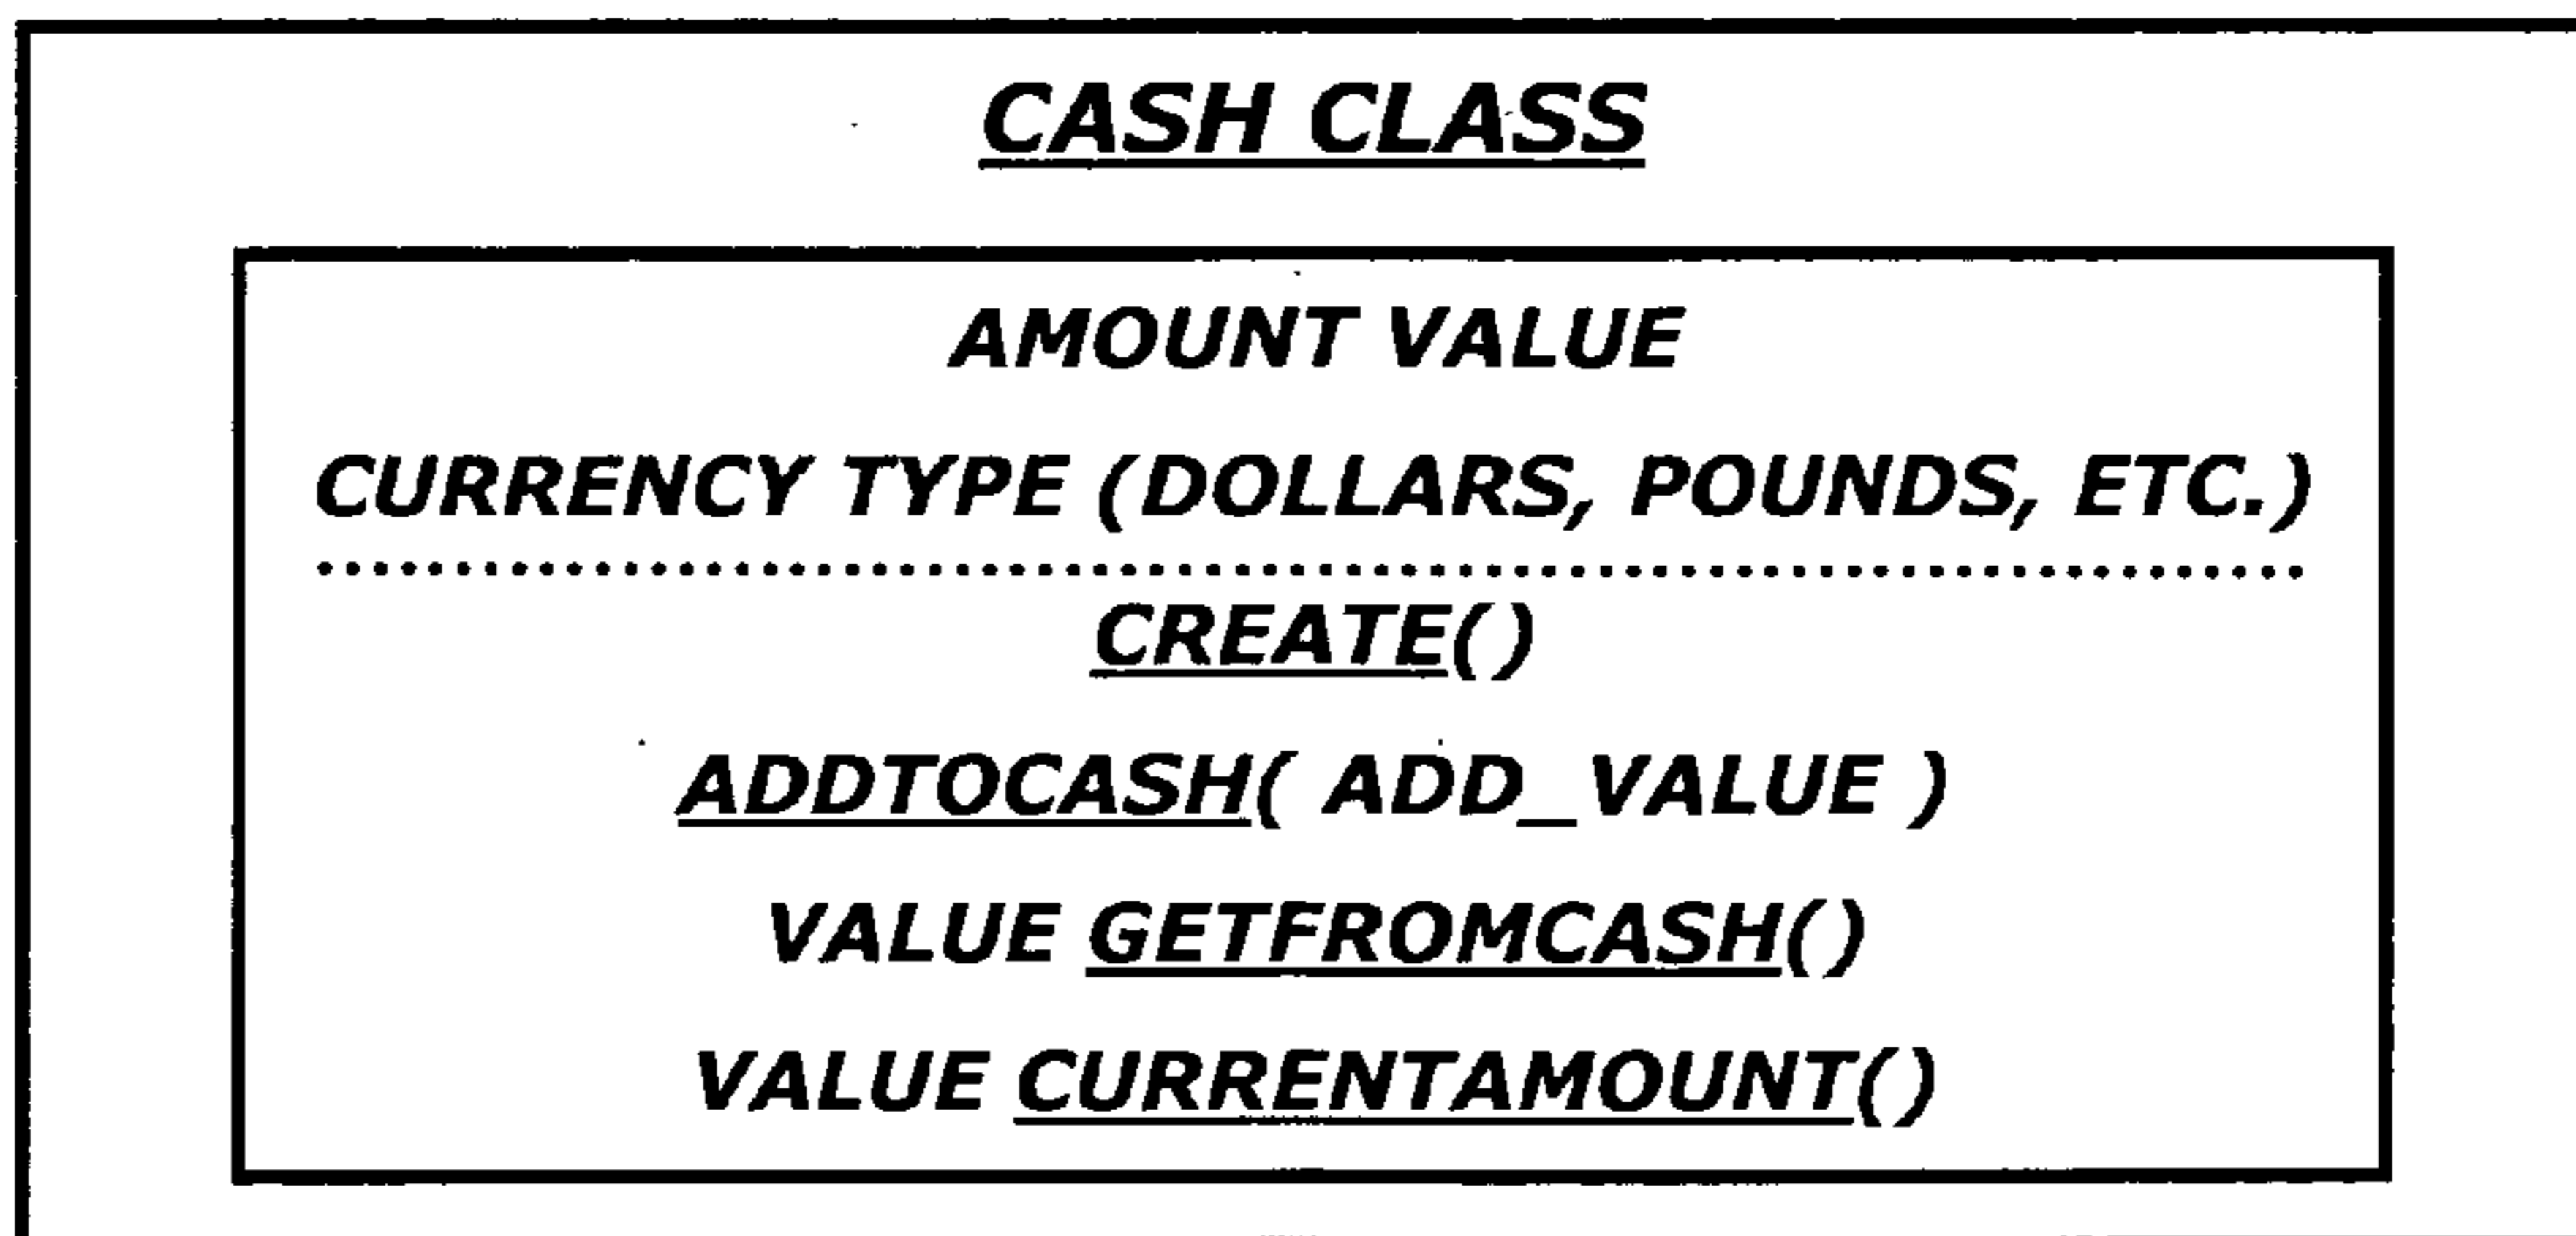 CASH CLASS
AMOUNT VALUE
CURRENCY TYPE (DOLLARS, POUNDS, ETC.)
CREATE()
ADDTOCASH( ADD_VALUE )
VALUE GETFROMCASH()
VALUE CURRENTAMOUNT()